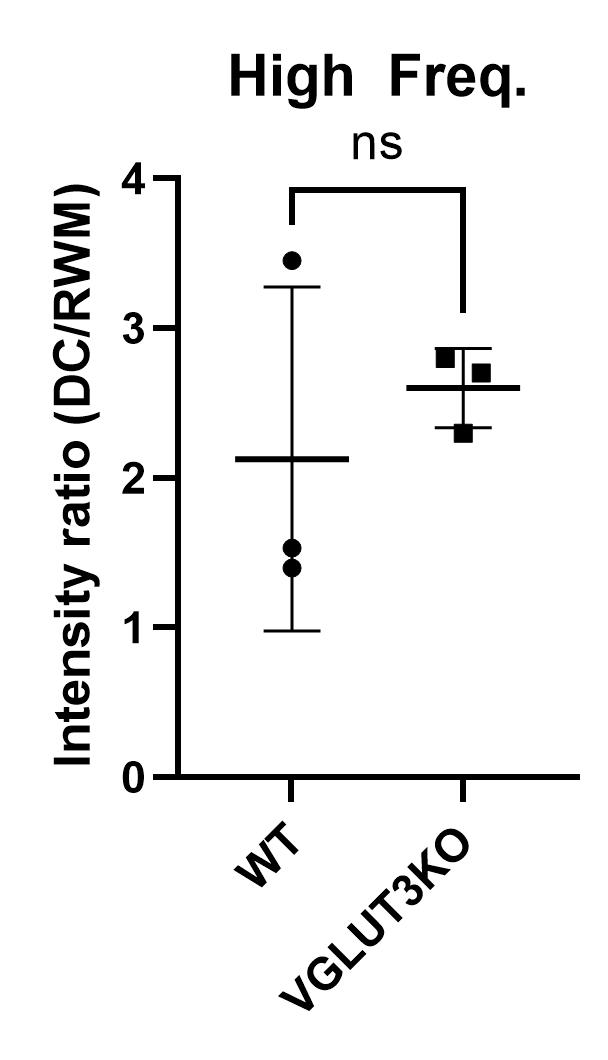 High Freq.
ns
Intensity ratio (DC/RWM)
4
3
2
1
0
WT
VGLUT3KO